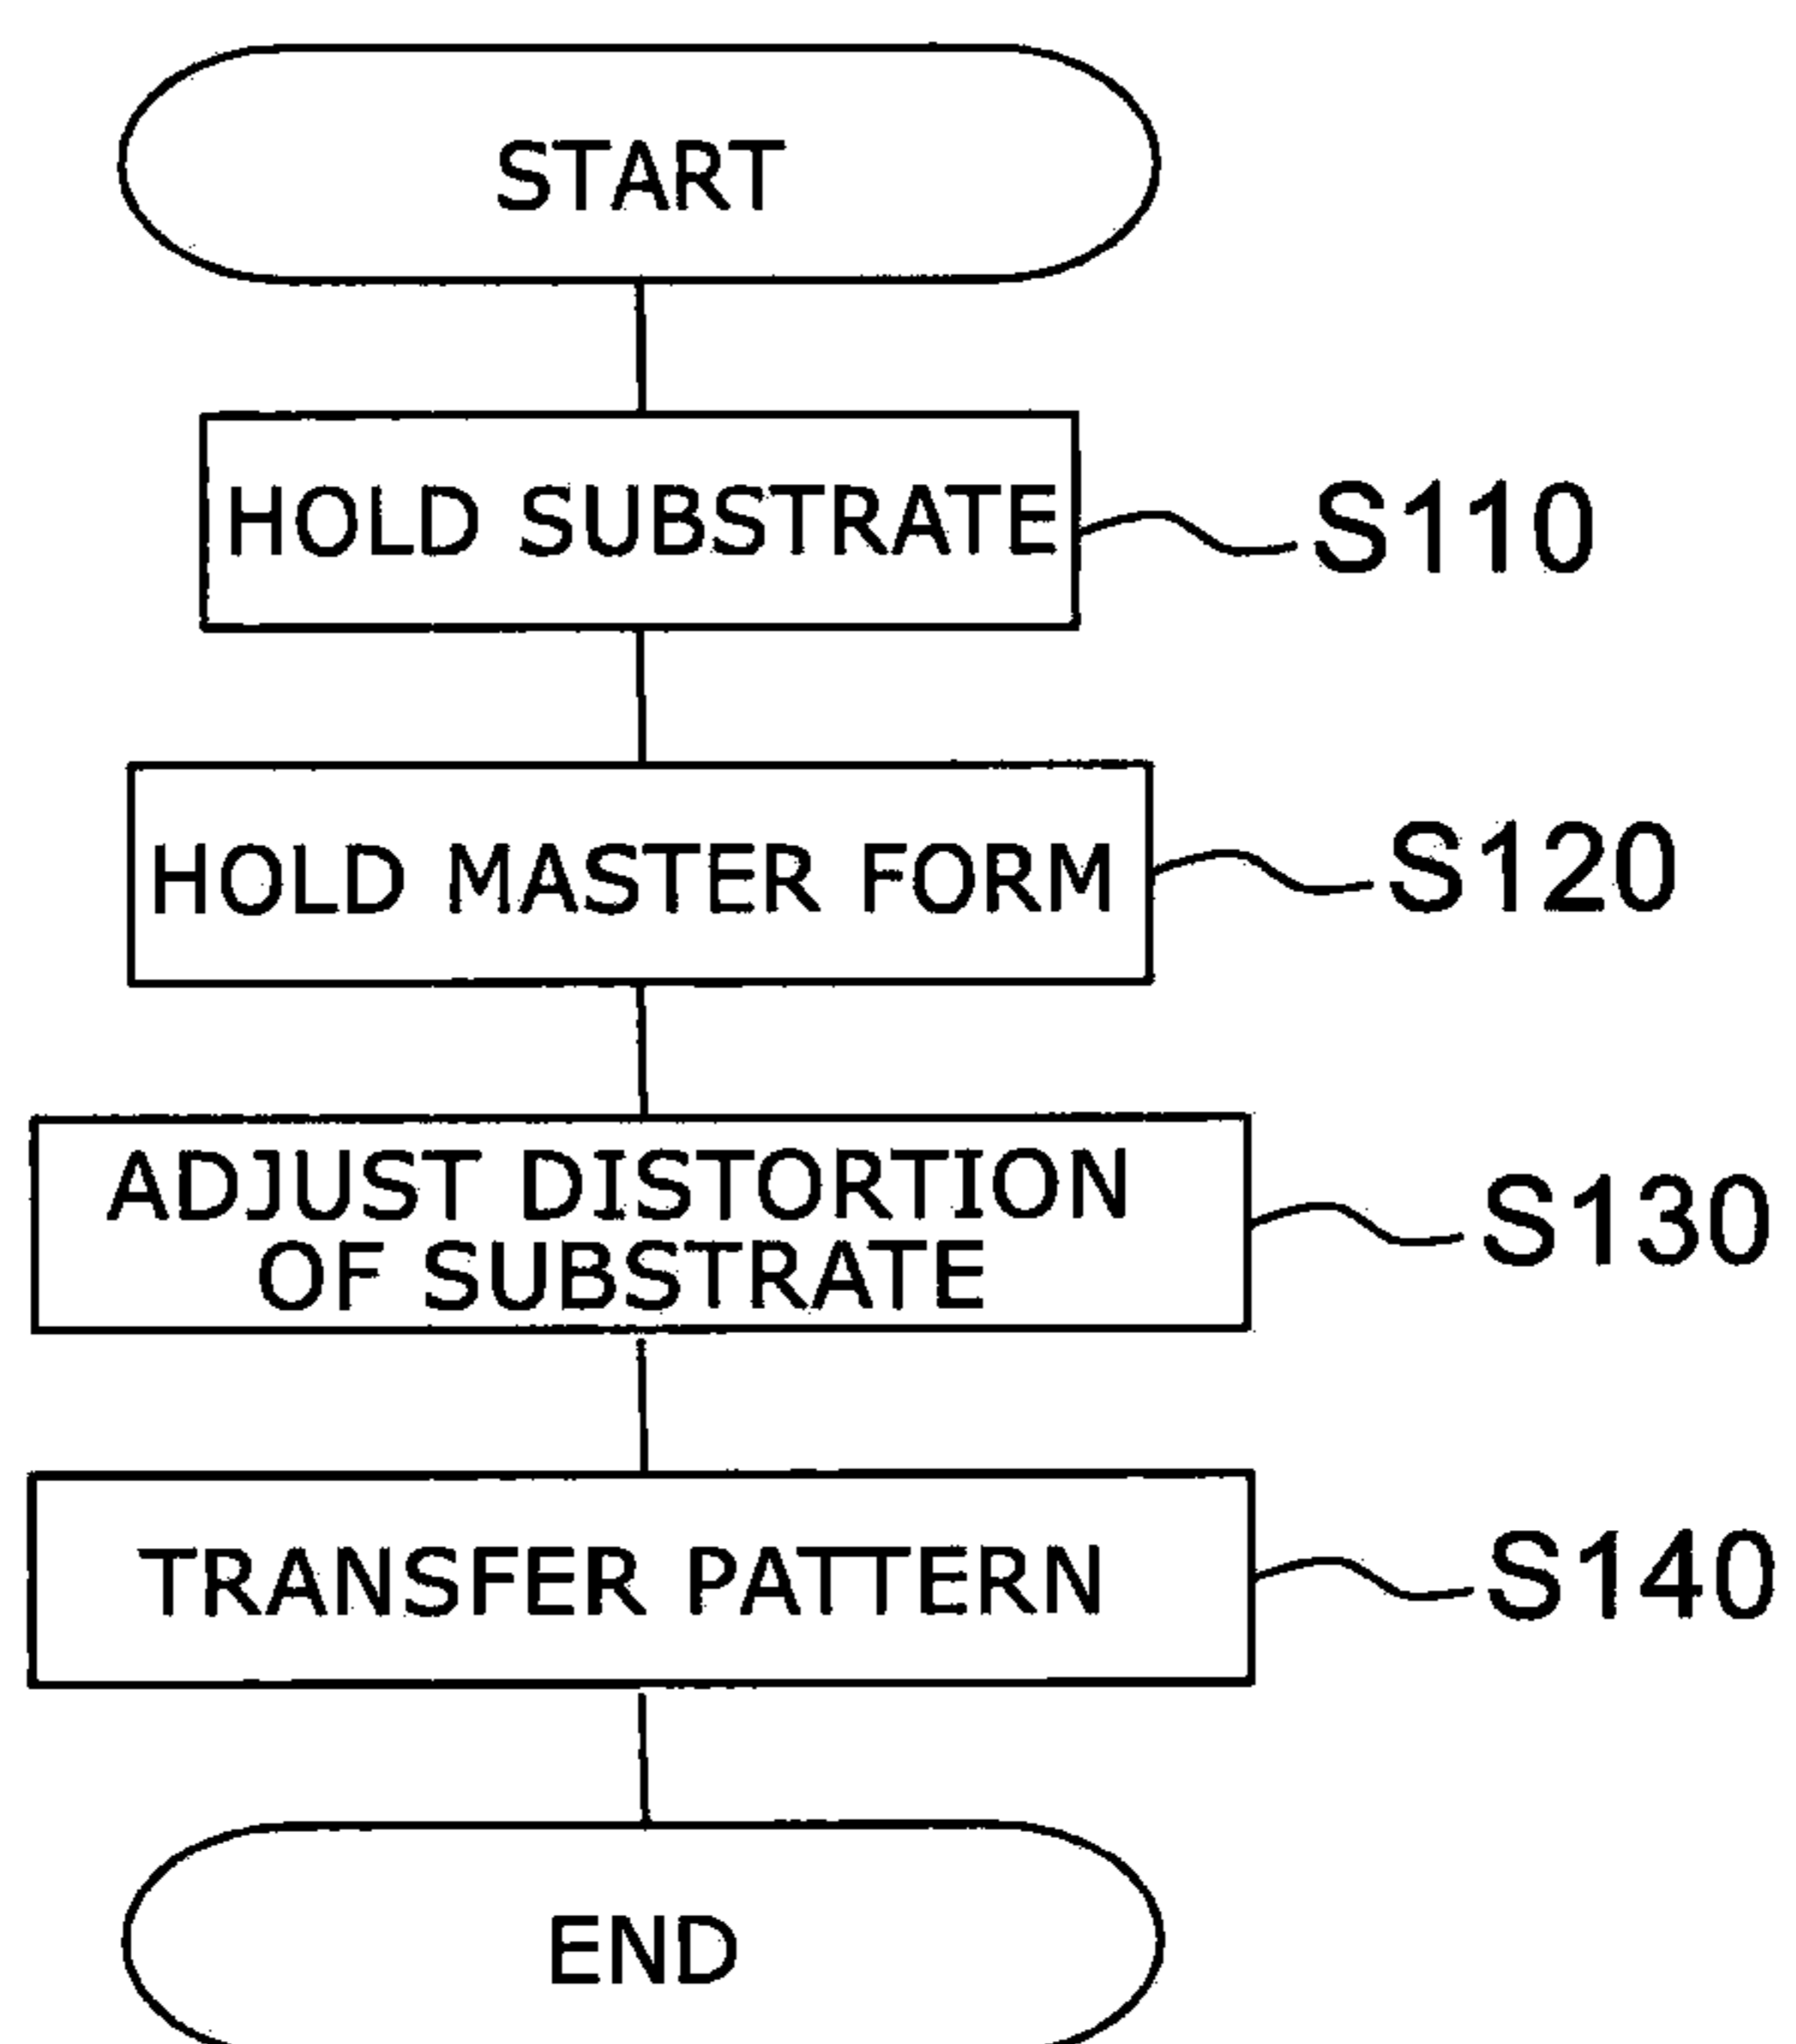 START
HOLD SUBSTRATE
S110
HOLD MASTER FORM
S120
ADJUST DISTORTION
OF SUBSTRATE
S130
TRANSFER PATTERN
S140
END